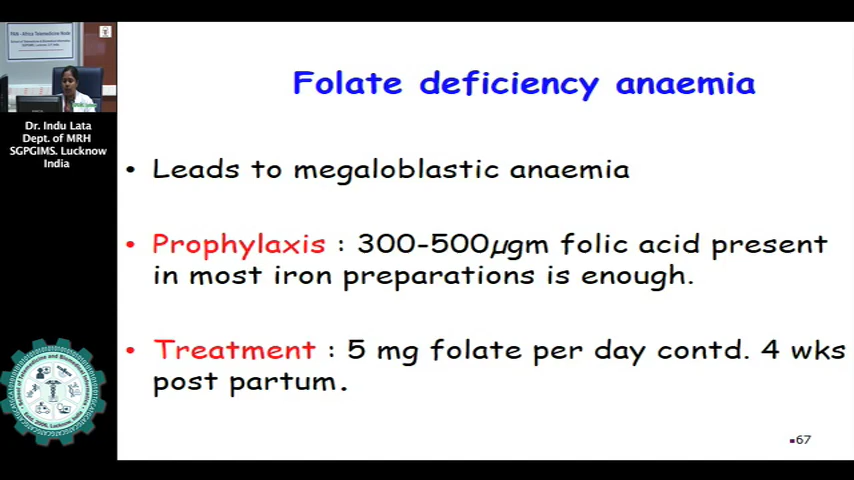 Folate deficiency anaemia
• Leads to megaloblastic anaemia
• Prophylaxis : 300-500µgm folic acid present
in most iron preparations is enough.
• Treatment : 5 mg folate per day contd. 4 wks
post partum.
67
Dr. Indu Lata
Dept. of MRH
SGPGIMS. Lucknow
India